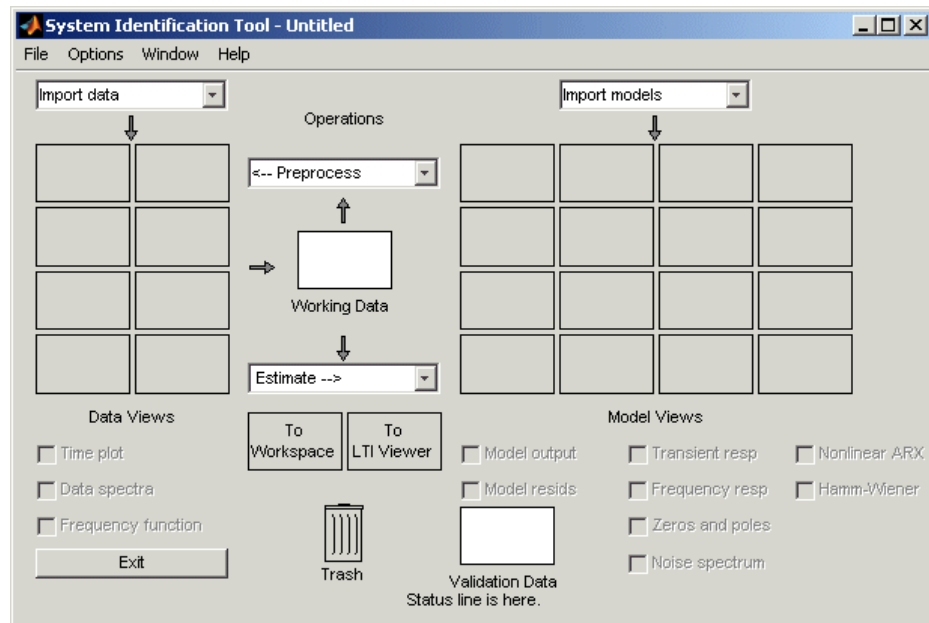 System Identification Tool - Untitled
File Options Window Help
Import data
Import models
Operations
<-- Preprocess
Working Data
Estimate -->
Data Views
Model Views
To Workspace
To LTI Viewer
Time plot
Data spectra
Frequency function
Model output
Model resids
Transient resp
Frequency resp
Zeros and poles
Noise spectrum
Nonlinear ARX
Hamm-Wiener
Exit
Trash
Validation Data
Status line is here.